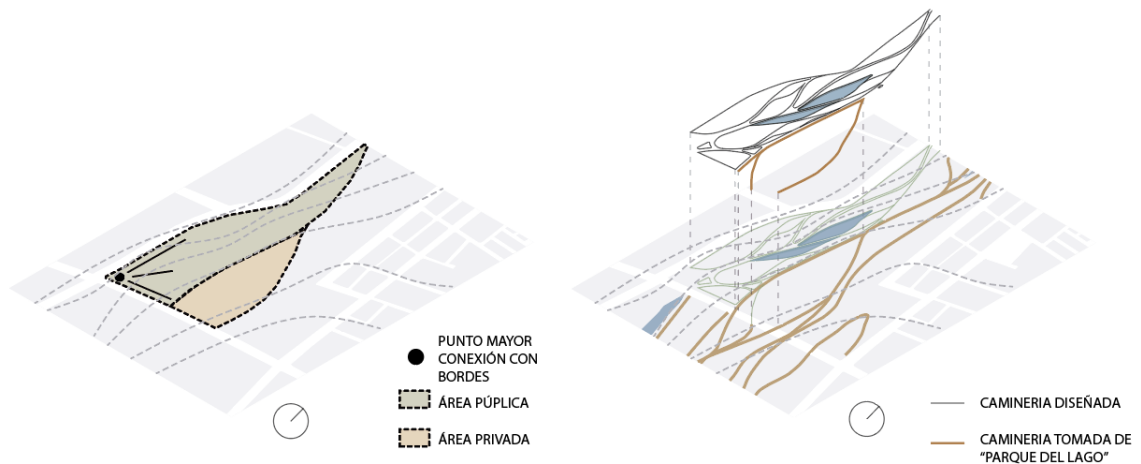 PUNTO MAYOR
CONEXIÓN CON
BORDES
ÁREA PÚPLICA
ÁREA PRIVADA
CAMINERIA DISEÑADA
CAMINERIA TOMADA DE
“PARQUE DEL LAGO”